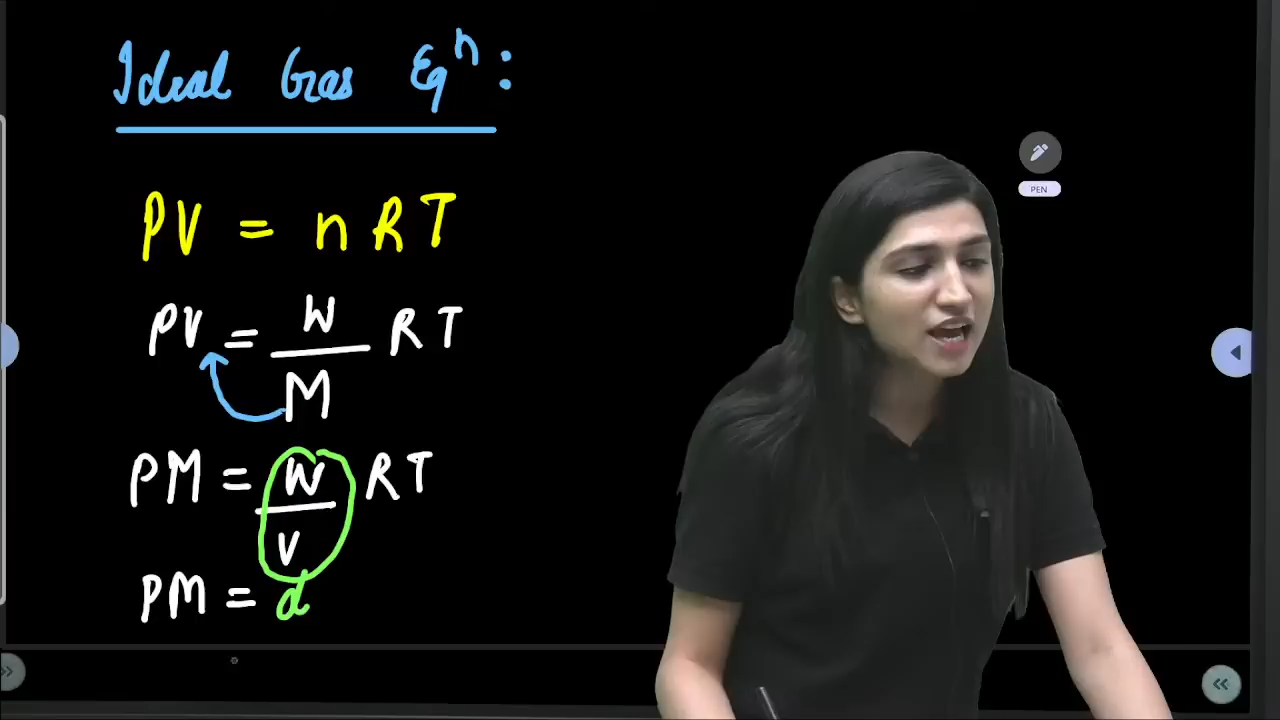 Ideal Gas Eqⁿ:
PV = nRT
PEN
PV = W/M RT
PM = W/V RT
PM = d